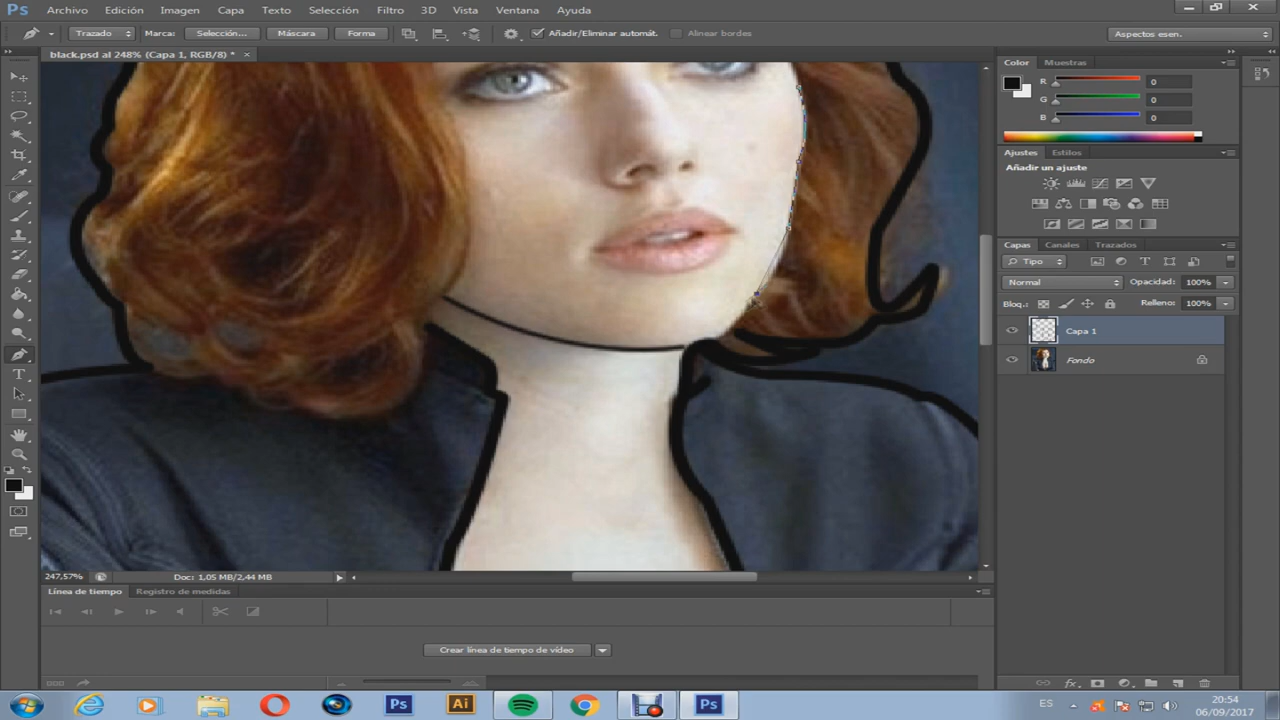 Ps Archivo Edición Imagen Capa Texto Selección Filtro 3D Vista Ventana Ayuda
Trazado Marca: Selección... Máscara Forma Añadir/Eliminar automát. Alinear bordes Aspectos esen.
black.psd al 248% (Capa 1, RGB/8) * ×
Color Muestras
R 0
G 0
B 0
Ajustes Estilos
Añadir un ajuste
Capas Canales Trazados
Tipo
Normal Opacidad: 100%
Bloq.: Relleno: 100%
Capa 1
Fondo
247,57% Doc: 1,05 MB/2,44 MB
Línea de tiempo Registro de medidas
Crear línea de tiempo de vídeo
Ps Ai Ps ES 20:54
06/09/2017